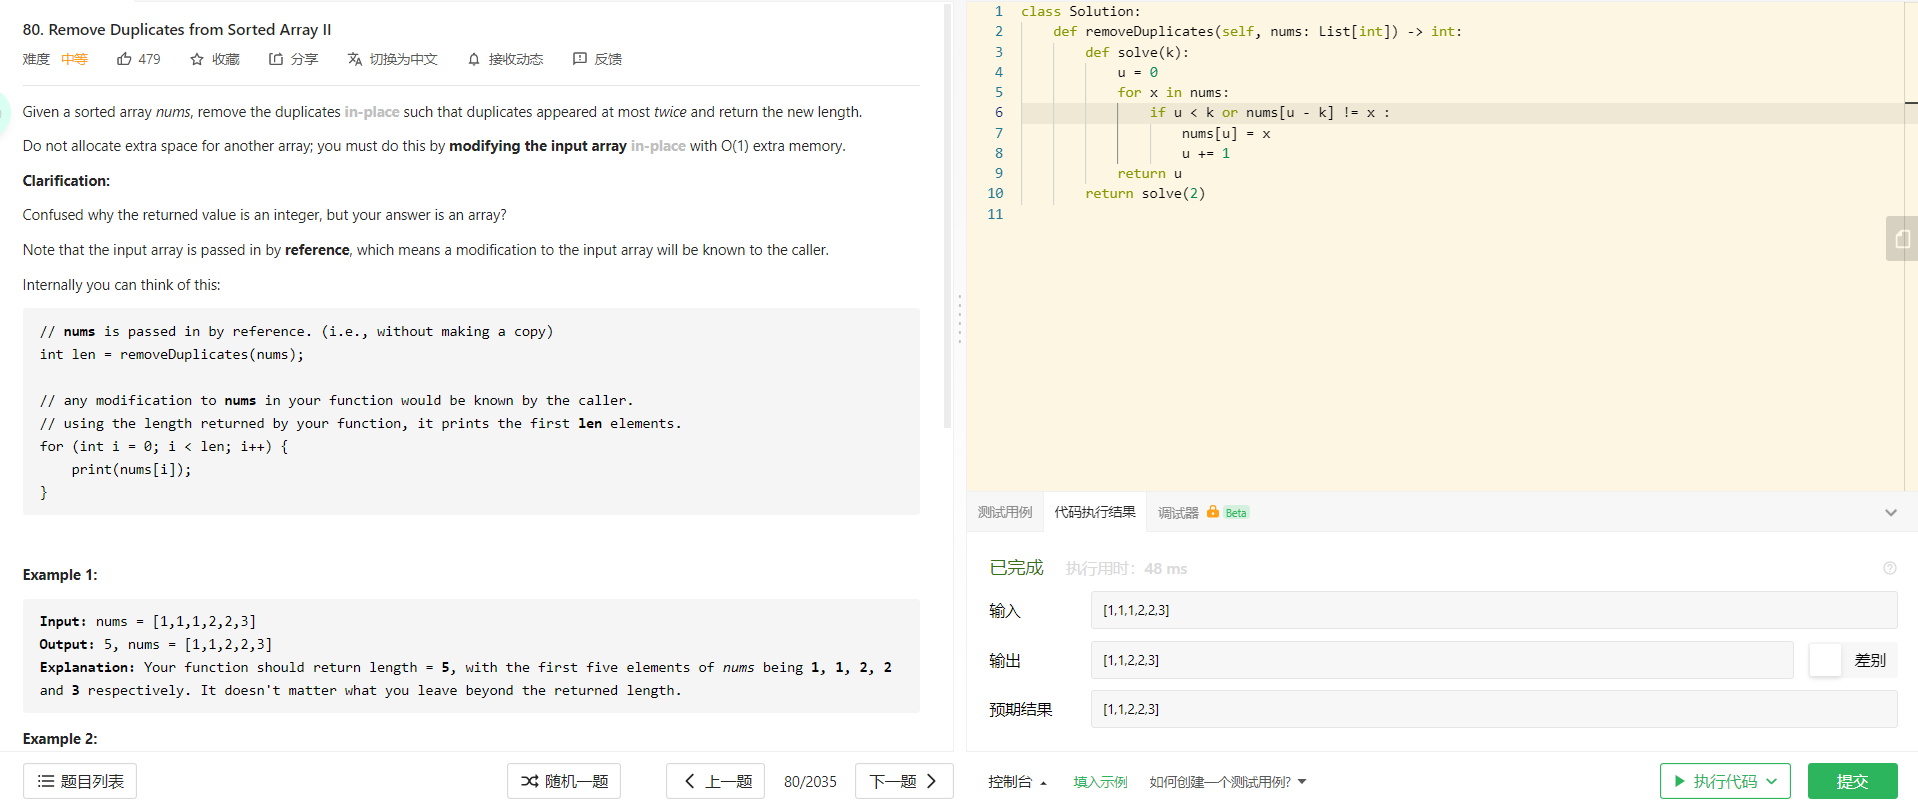 80. Remove Duplicates from Sorted Array II
难度 中等 479 收藏 分享 切换为中文 接收动态 反馈
Given a sorted array nums, remove the duplicates in-place such that duplicates appeared at most twice and return the new length.
Do not allocate extra space for another array; you must do this by modifying the input array in-place with O(1) extra memory.
Clarification:
Confused why the returned value is an integer, but your answer is an array?
Note that the input array is passed in by reference, which means a modification to the input array will be known to the caller.
Internally you can think of this:
// nums is passed in by reference. (i.e., without making a copy)
int len = removeDuplicates(nums);
// any modification to nums in your function would be known by the caller.
// using the length returned by your function, it prints the first len elements.
for (int i = 0; i < len; i++) {
    print(nums[i]);
}
Example 1:
Input: nums = [1,1,1,2,2,3]
Output: 5, nums = [1,1,2,2,3]
Explanation: Your function should return length = 5, with the first five elements of nums being 1, 1, 2, 2
and 3 respectively. It doesn't matter what you leave beyond the returned length.
Example 2:
题目列表 随机一题 上一题 80/2035 下一题
1 class Solution:
2     def removeDuplicates(self, nums: List[int]) -> int:
3         def solve(k):
4             u = 0
5             for x in nums:
6                 if u < k or nums[u - k] != x :
7                     nums[u] = x
8                     u += 1
9             return u
10         return solve(2)
11
测试用例 代码执行结果 调试器 Beta
已完成 执行用时: 48 ms
输入 [1,1,1,2,2,3]
输出 [1,1,2,2,3] 差别
预期结果 [1,1,2,2,3]
控制台 填入示例 如何创建一个测试用例? 执行代码 提交